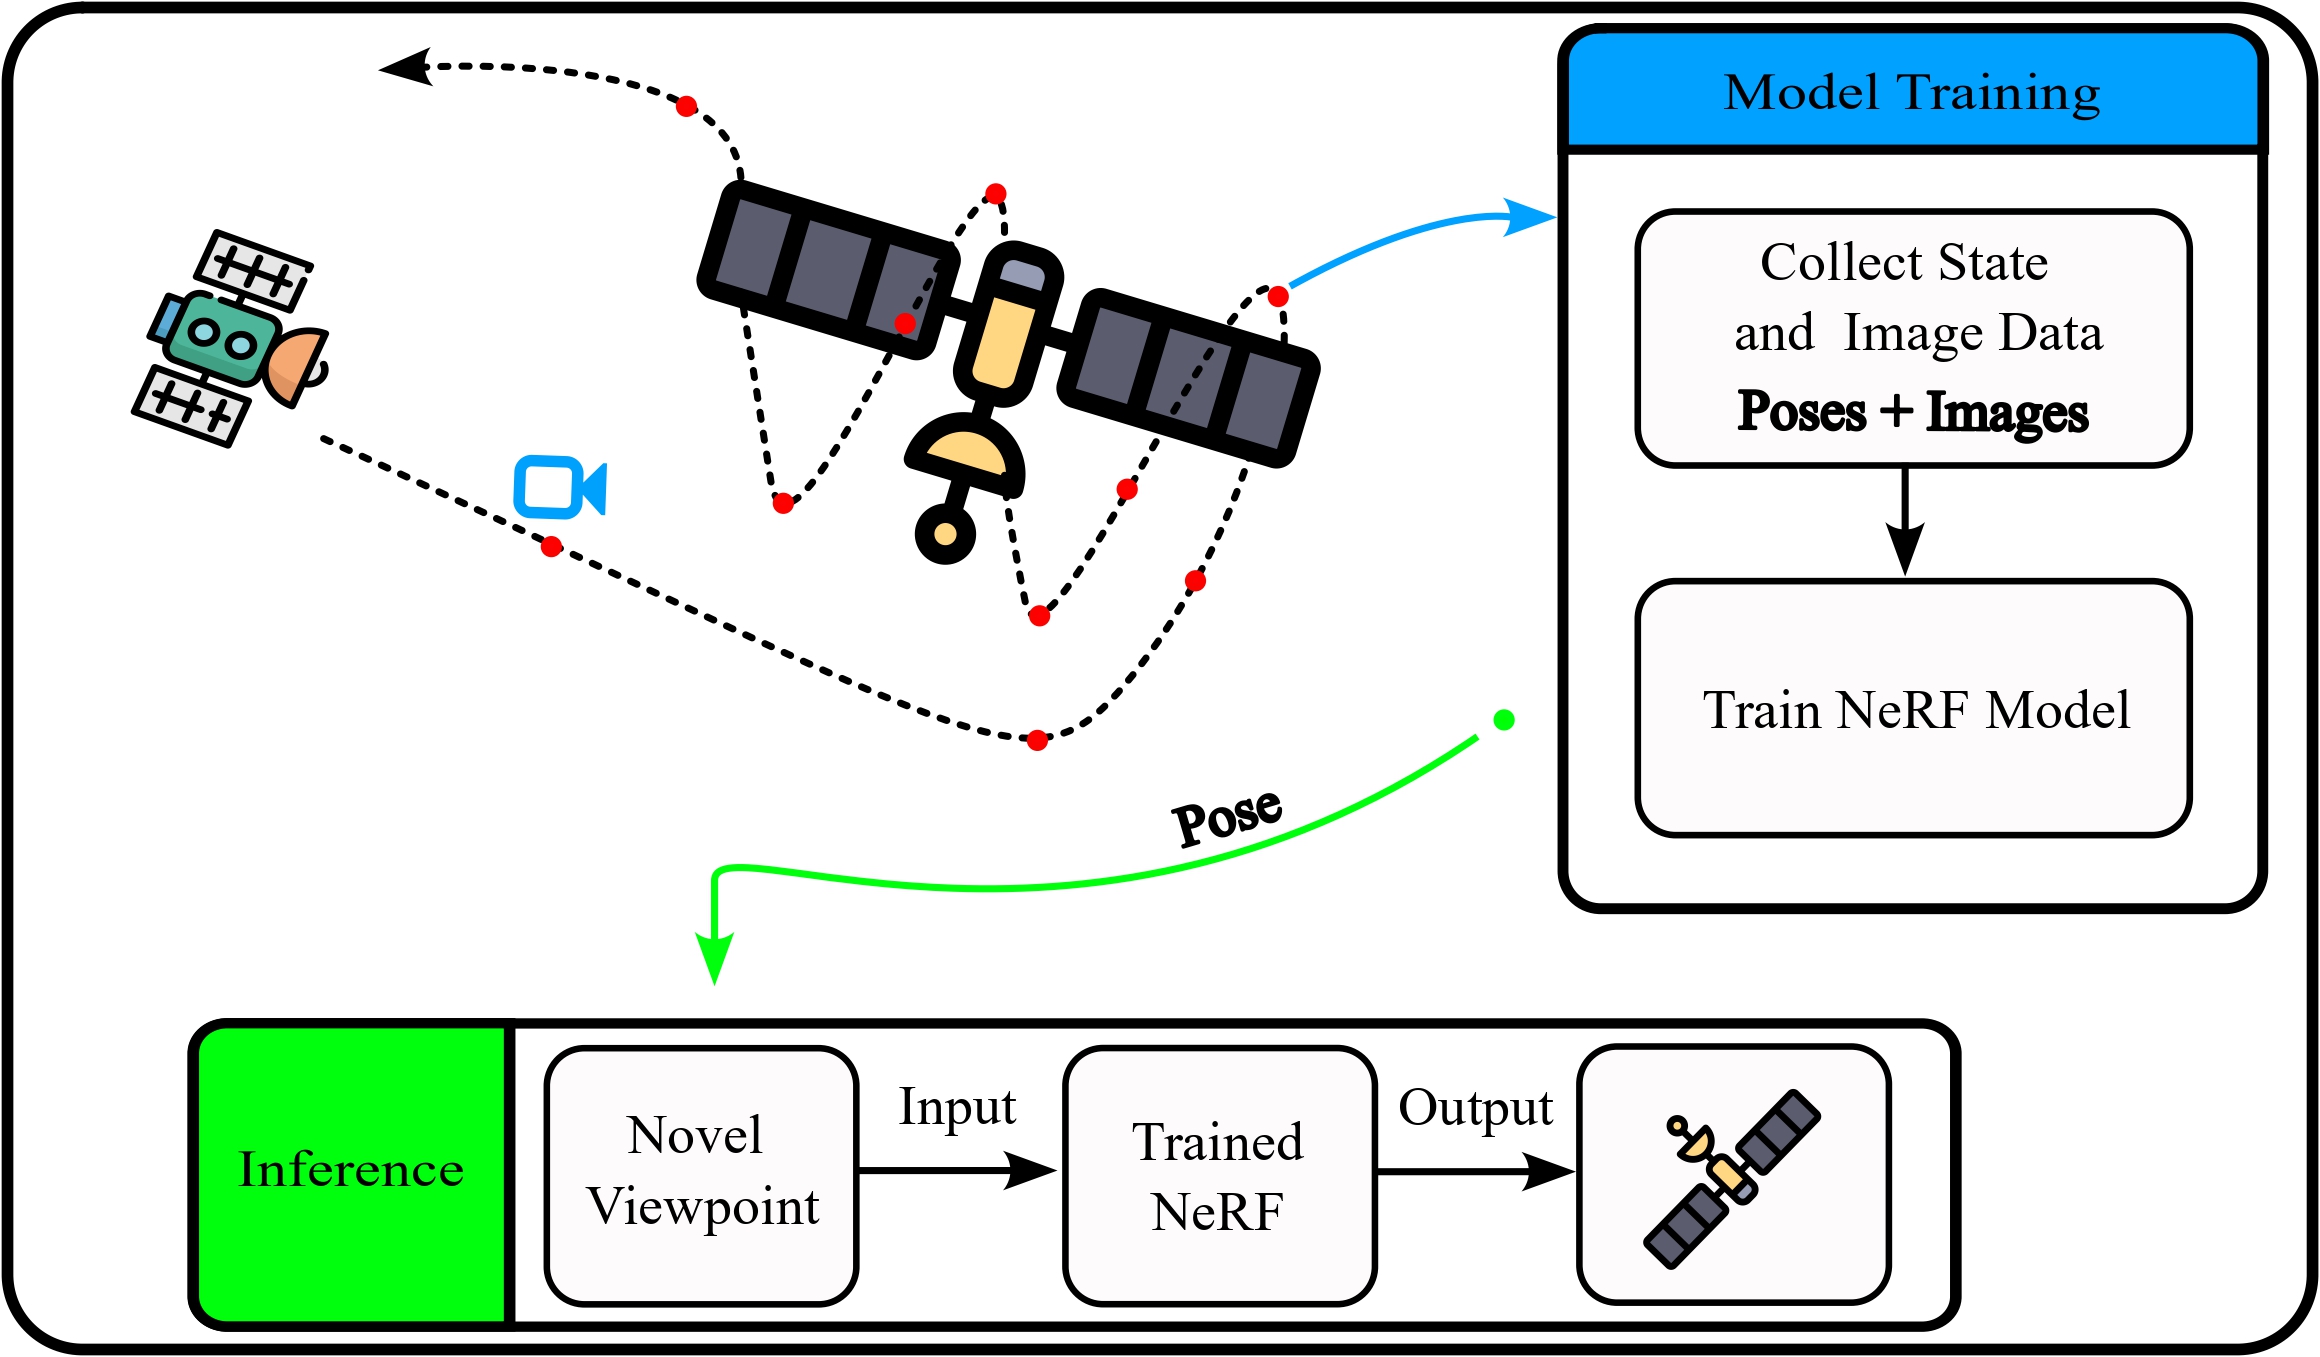 Model Training
Collect State
and Image Data
Poses + Images
Train NeRF Model
Pose
Inference
Novel
Viewpoint
Input
Trained
NeRF
Output